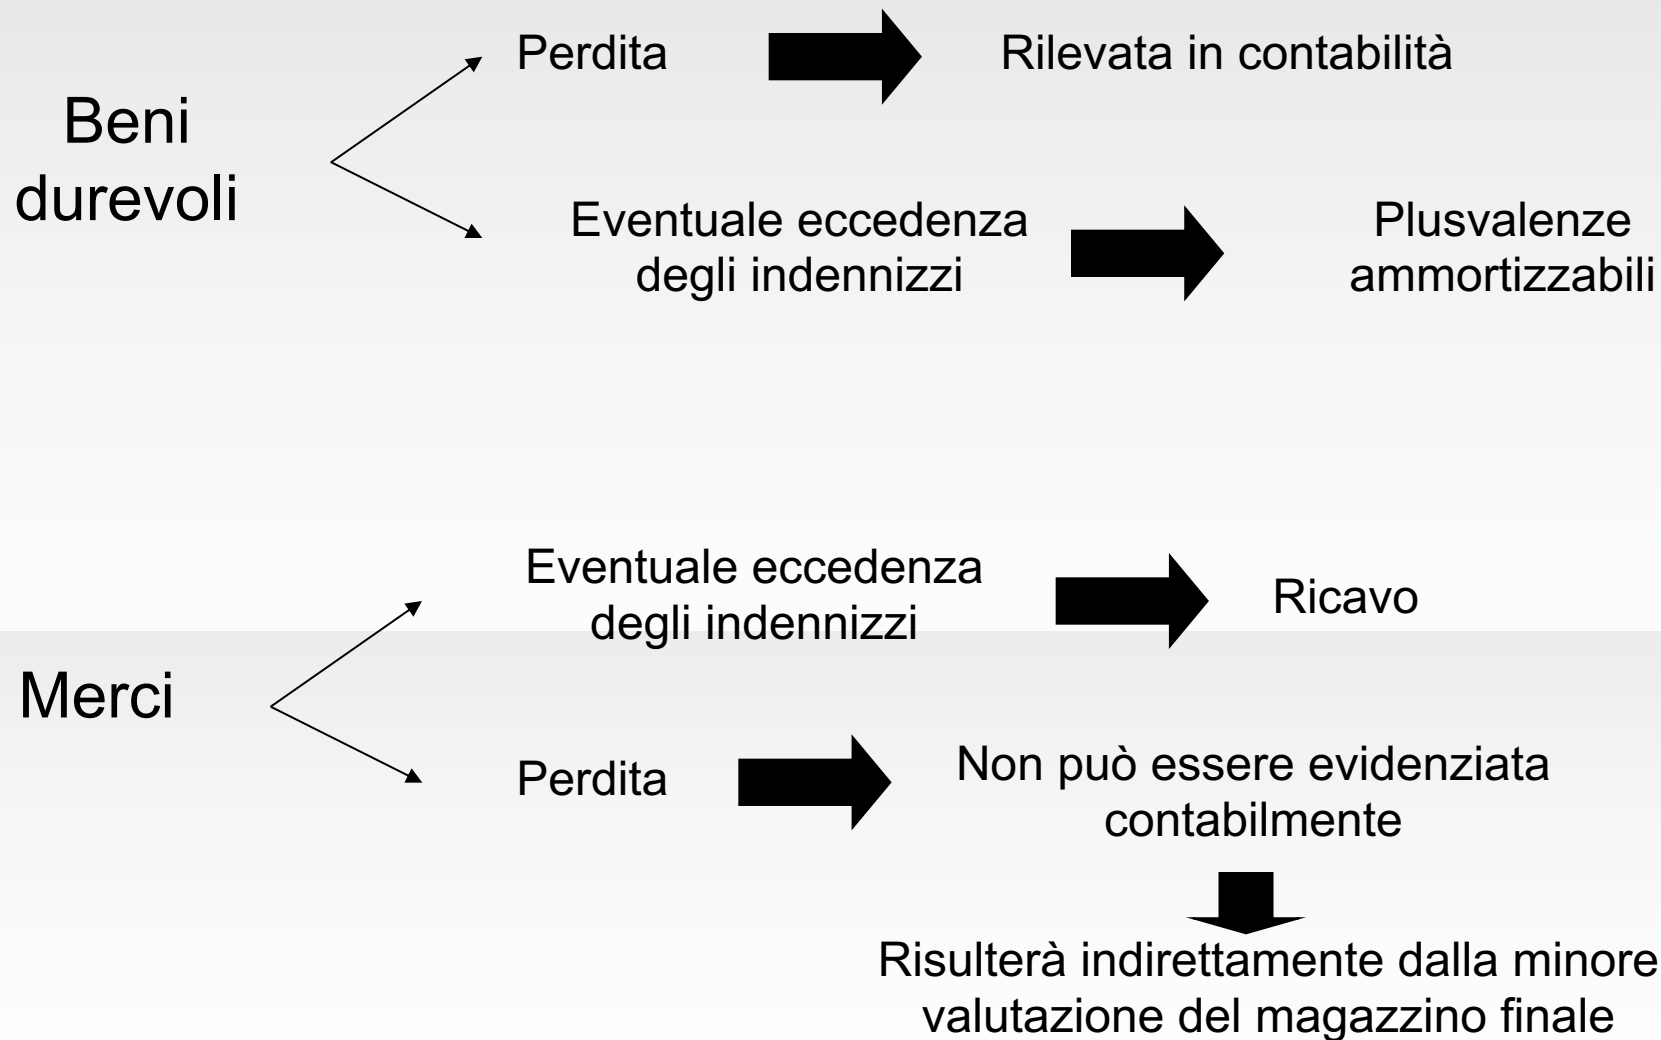 Perdita
Rilevata in contabilità
Beni
durevoli
Eventuale eccedenza
degli indennizzi
Plusvalenze
ammortizzabili
Eventuale eccedenza
degli indennizzi
Ricavo
Merci
Perdita
Non può essere evidenziata
contabilmente
Risulterà indirettamente dalla minore
valutazione del magazzino finale